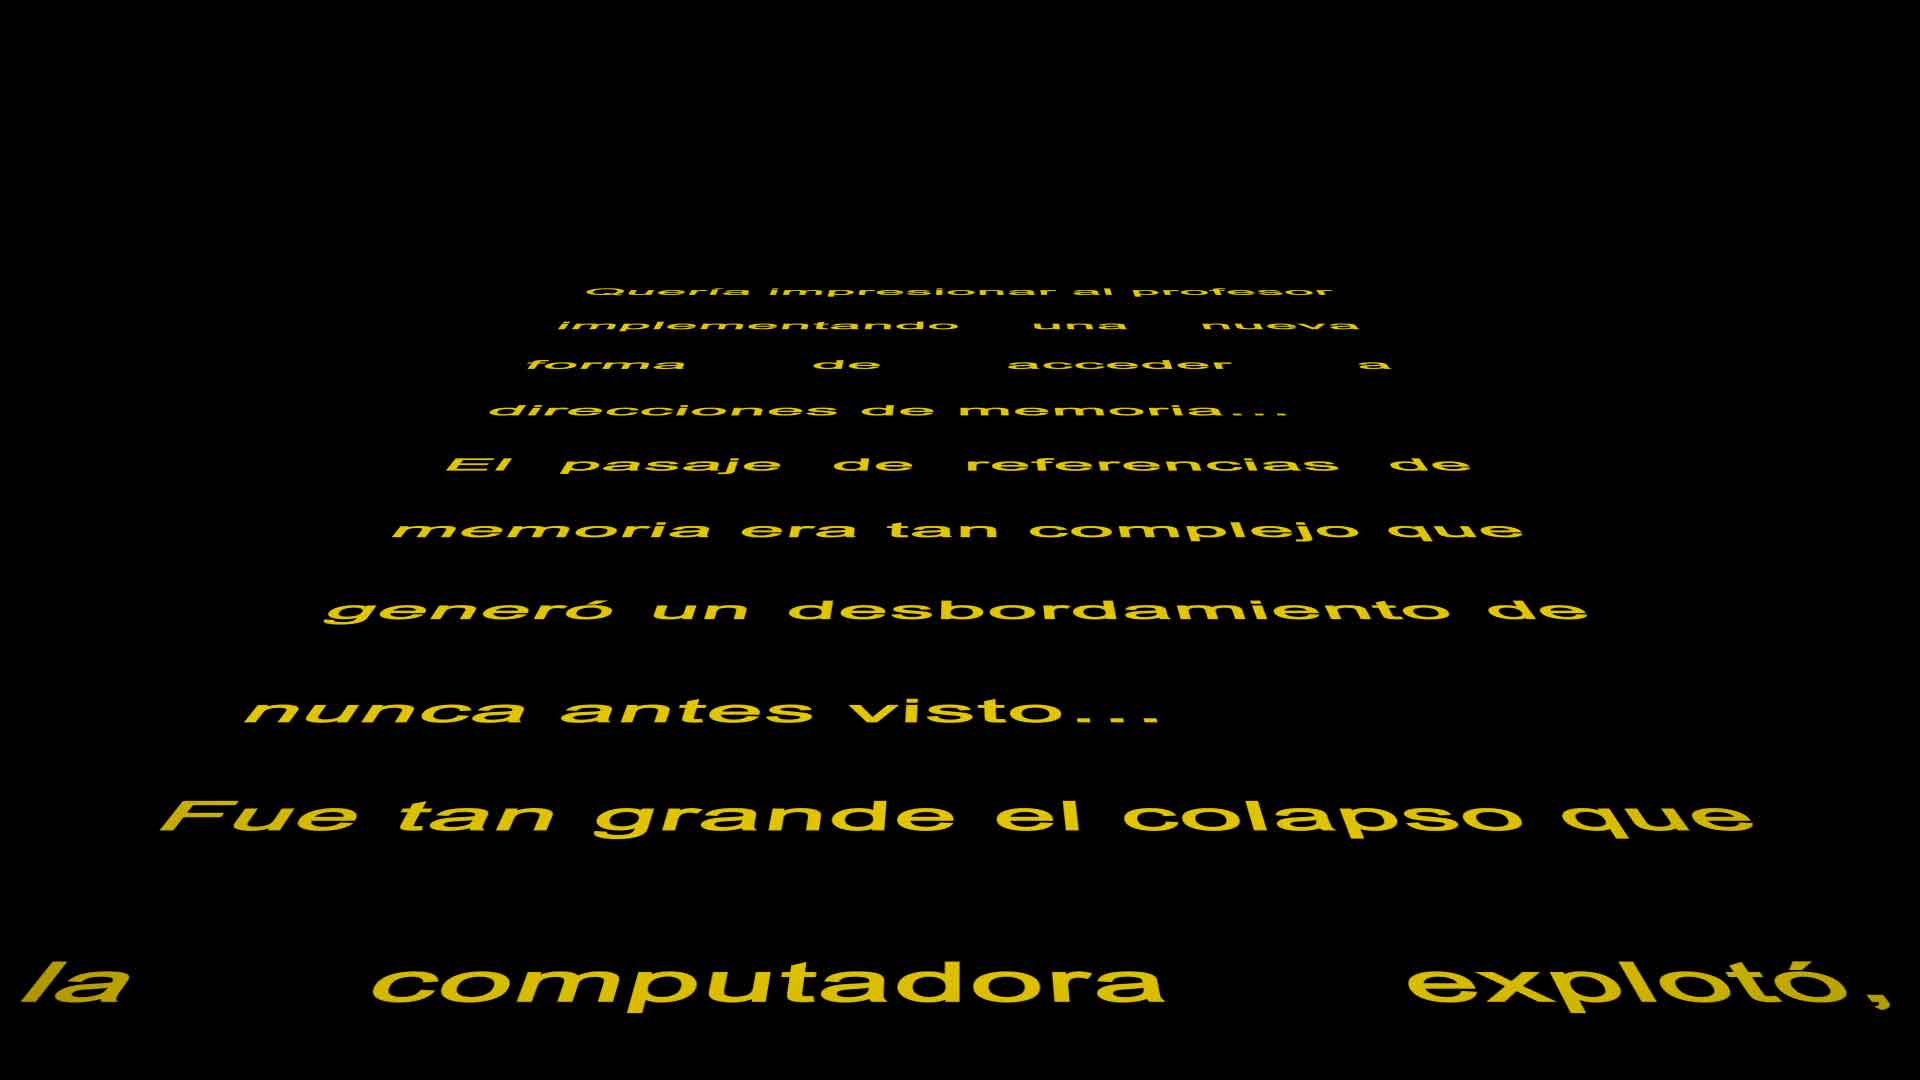 Quería impresionar al profesor
implementando una nueva
forma de acceder a
direcciones de memoria...
El pasaje de referencias de
memoria era tan complejo que
generó un desbordamiento de
nunca antes visto...
Fue tan grande el colapso que
la computadora explotó,